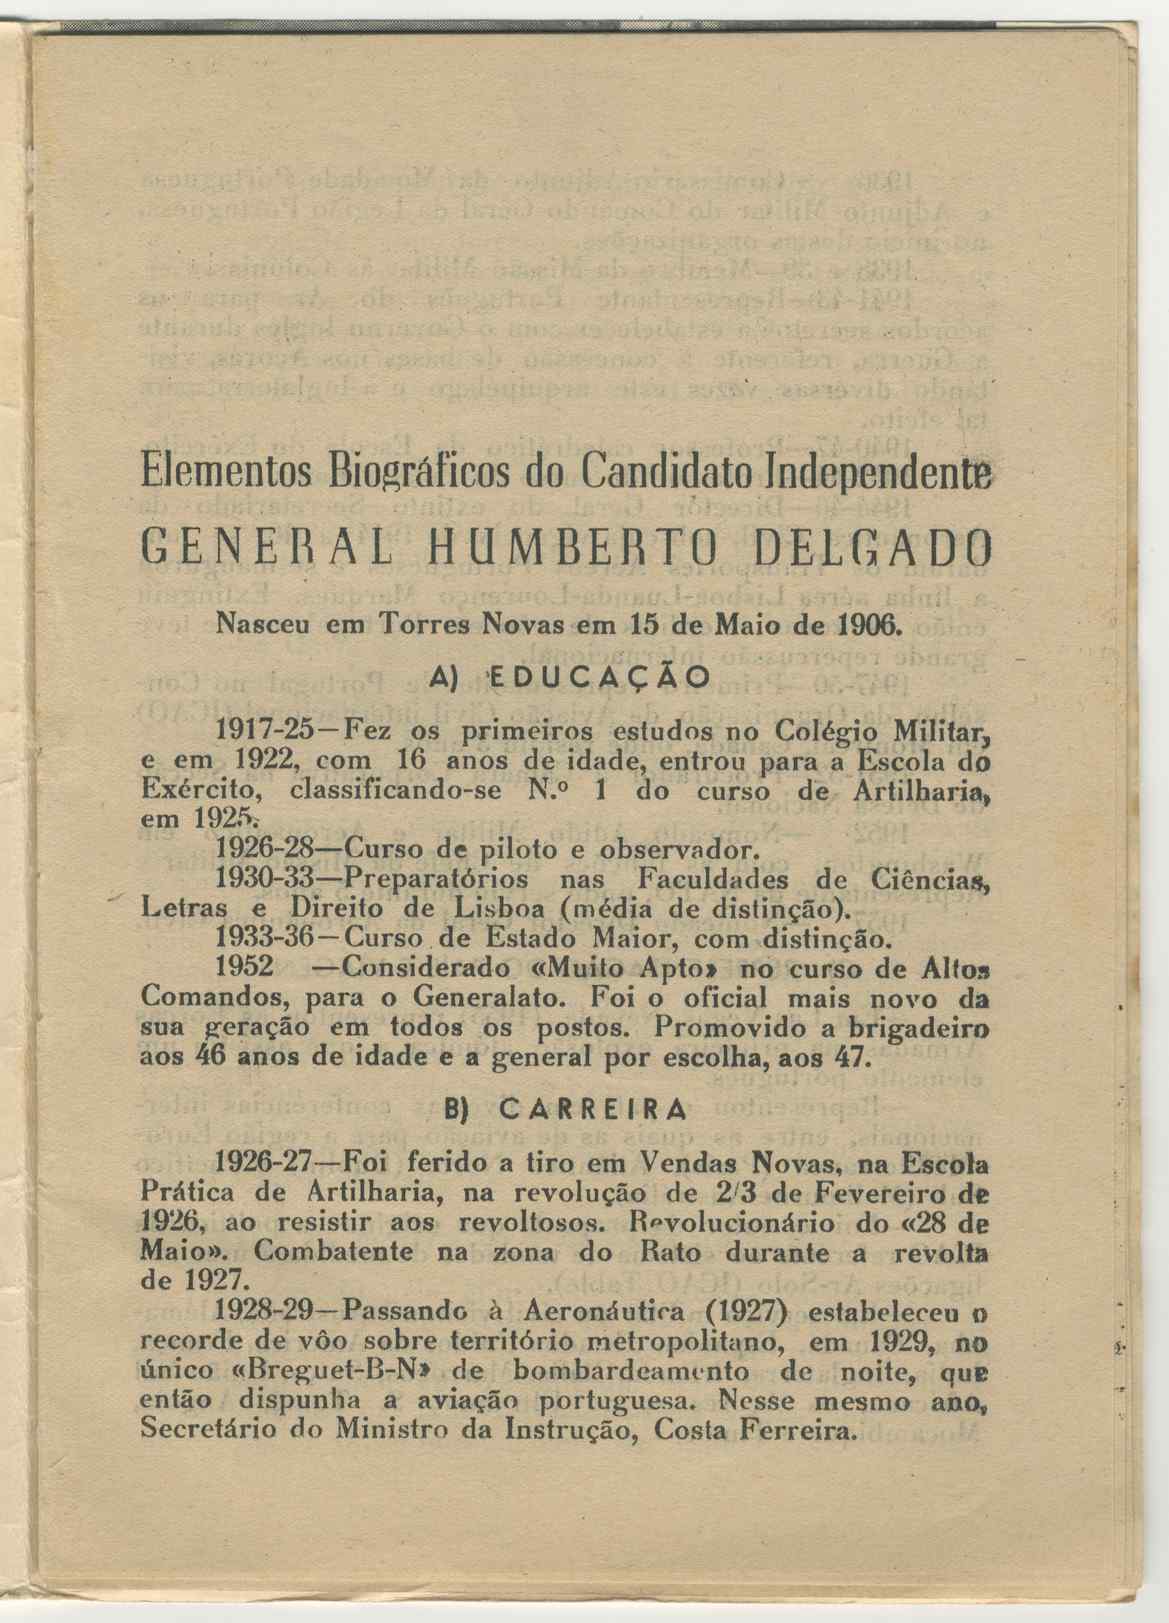 Elementos Biográficos do Candidato Independente
GENERAL HUMBERTO DELGADO
Nasceu em Torres Novas em 15 de Maio de 1906.
A) EDUCAÇÃO
1917-25—Fez os primeiros estudos no Colégio Militar,
e em 1922, com 16 anos de idade, entrou para a Escola do
Exército, classificando-se N.º 1 do curso de Artilharia,
em 1925.
1926-28—Curso de piloto e observador.
1930-33—Preparatórios nas Faculdades de Ciências,
Letras e Direito de Lisboa (média de distinção).
1933-36—Curso de Estado Maior, com distinção.
1952 —Considerado «Muito Apto» no curso de Altos
Comandos, para o Generalato. Foi o oficial mais novo da
sua geração em todos os postos. Promovido a brigadeiro
aos 46 anos de idade e a general por escolha, aos 47.
B) CARREIRA
1926-27—Foi ferido a tiro em Vendas Novas, na Escola
Prática de Artilharia, na revolução de 2/3 de Fevereiro de
1926, ao resistir aos revoltosos. Revolucionário do «28 de
Maio». Combatente na zona do Rato durante a revolta
de 1927.
1928-29—Passando à Aeronáutica (1927) estabeleceu o
recorde de vôo sobre território metropolitano, em 1929, no
único «Breguet-B-N» de bombardeamento de noite, que
então dispunha a aviação portuguesa. Nesse mesmo ano,
Secretário do Ministro da Instrução, Costa Ferreira.